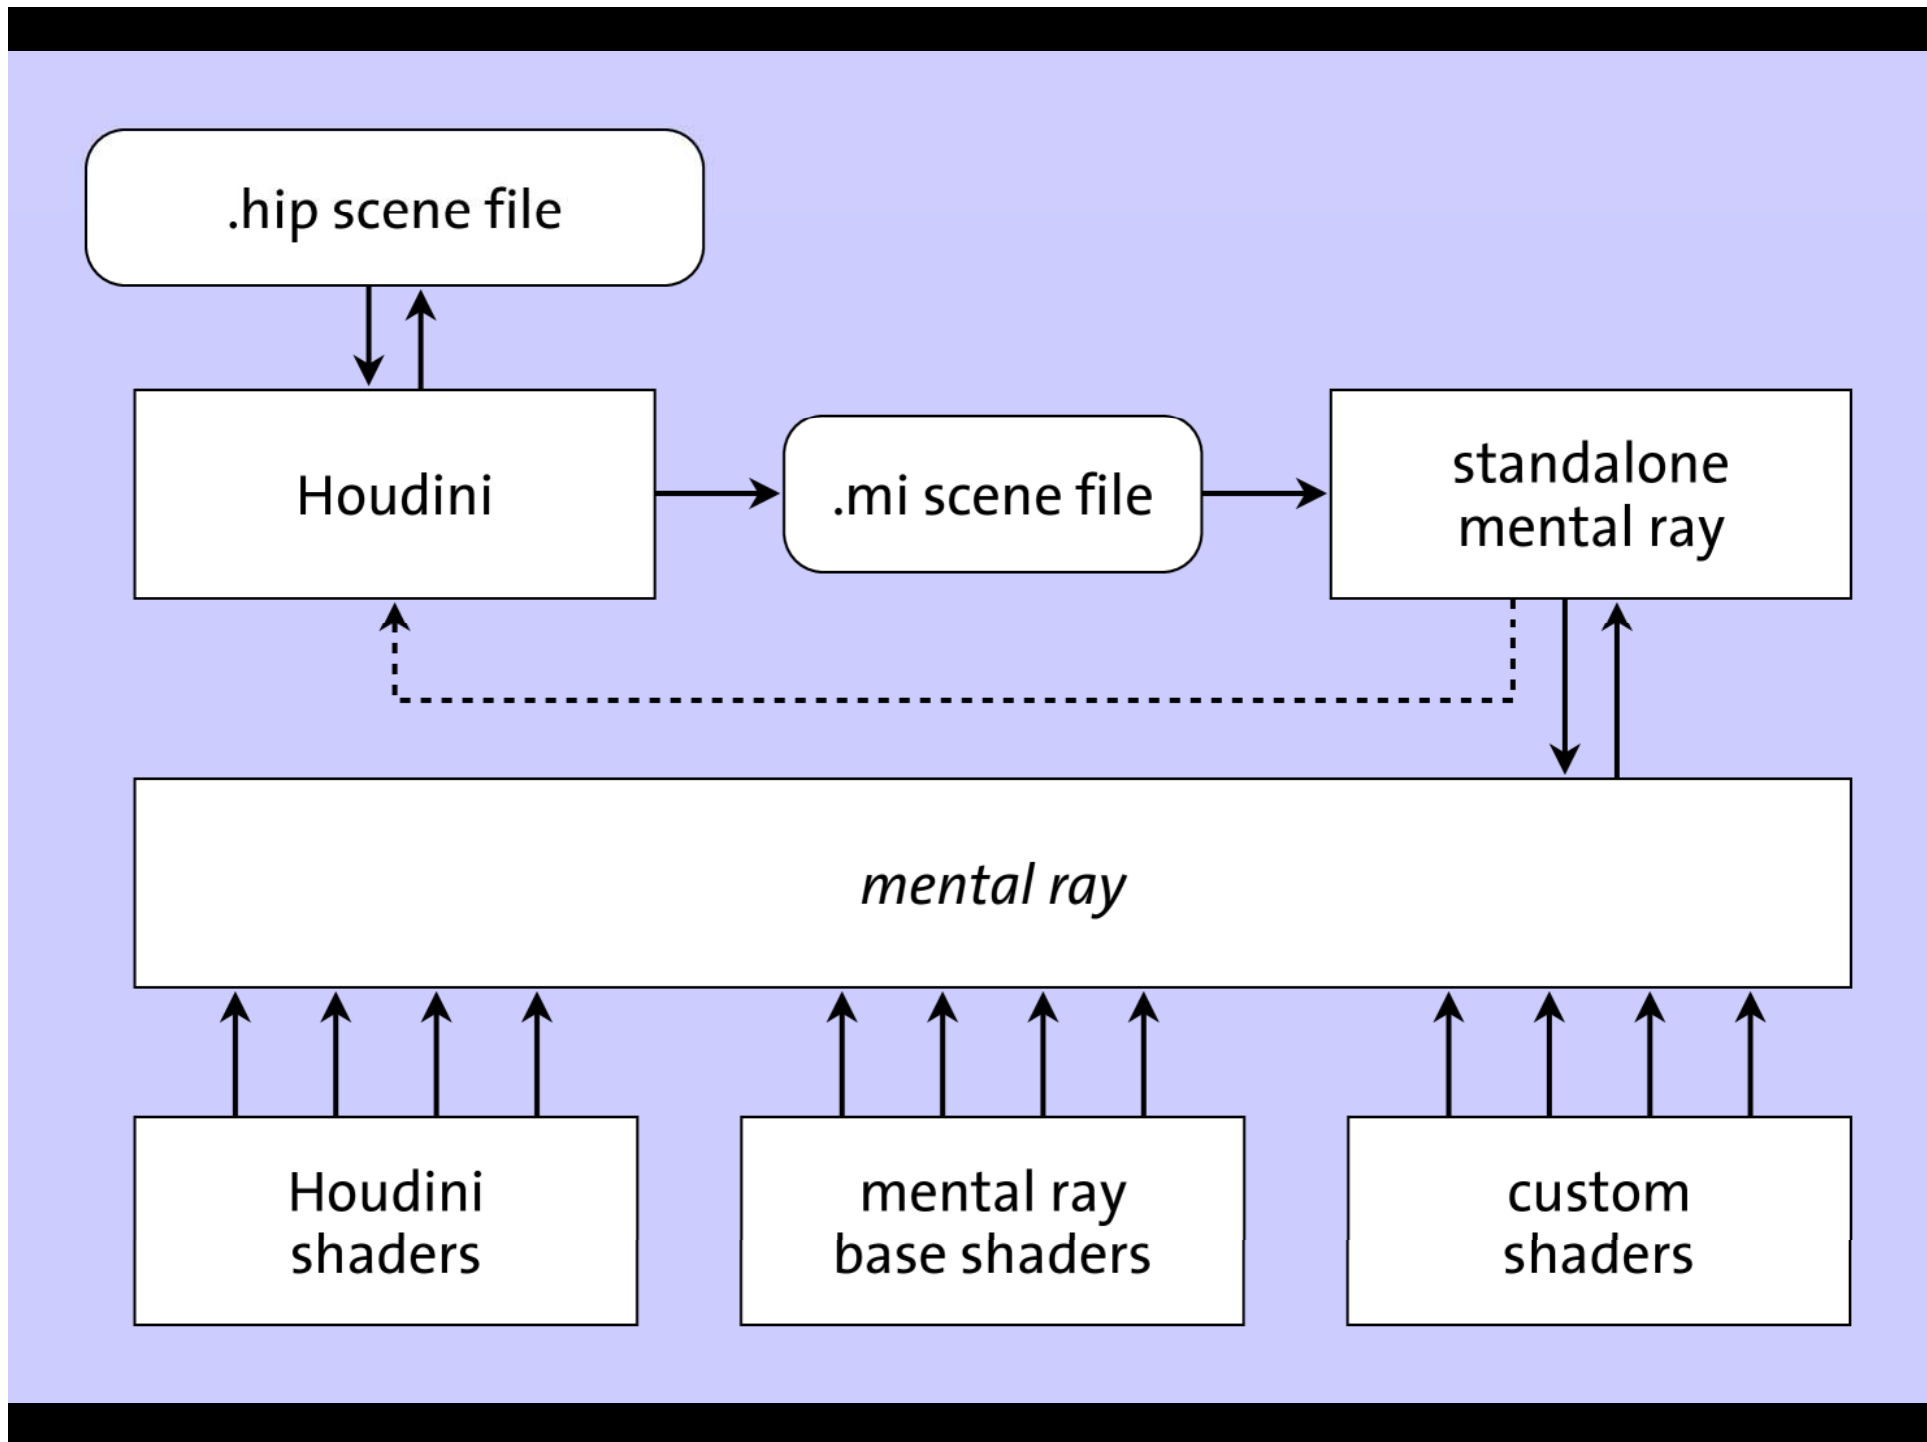 .hip scene file
Houdini
.mi scene file
standalone
mental ray
mental ray
Houdini
shaders
mental ray
base shaders
custom
shaders